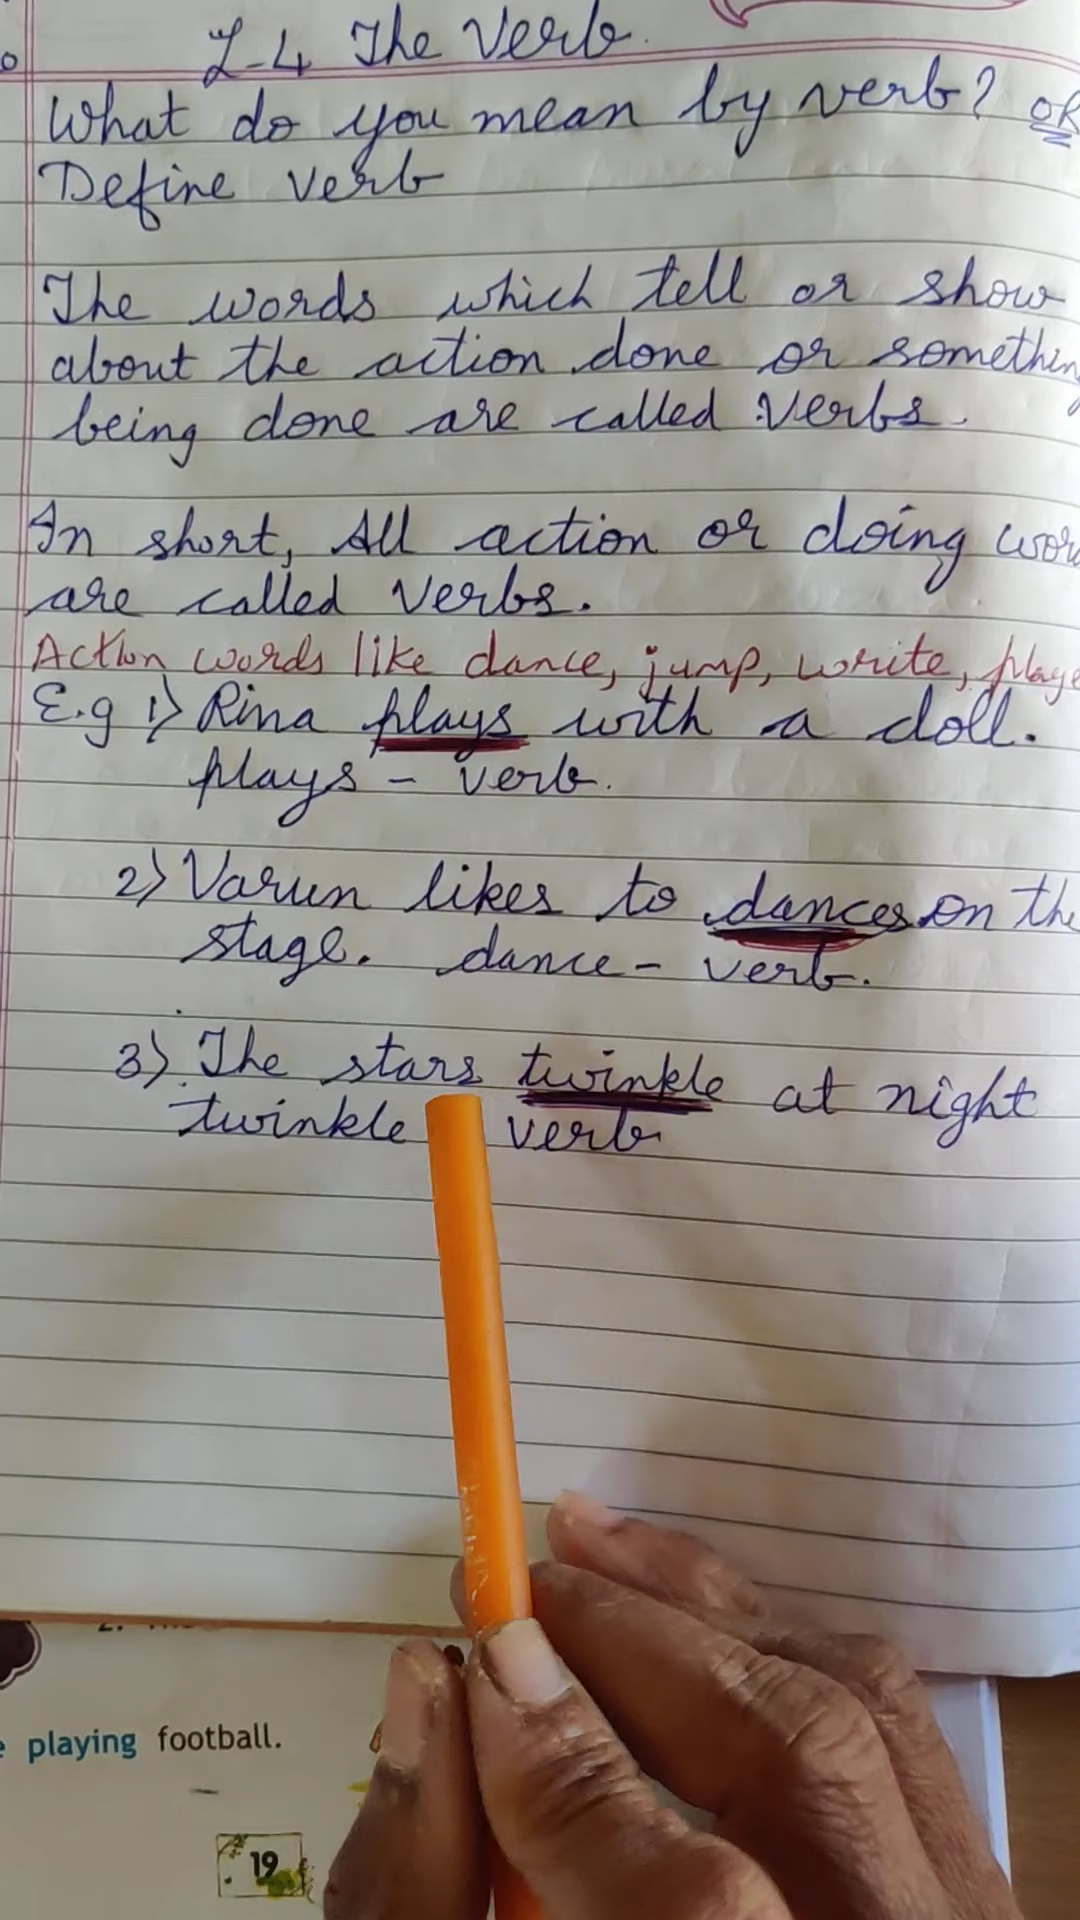 L-4 The Verb.
What do you mean by verb? OR
Define Verb
The words which tell or show
about the action done or somethin
being done are called Verbs.
In short, All action or doing wor
are called Verbs.
Action words like dance, jump, write, playe
E.g 1) Rina plays with a doll.
plays - verb.
2) Varun likes to dances on the
stage. dance - verb.
3) The stars twinkle at night
twinkle verb
playing football.
19